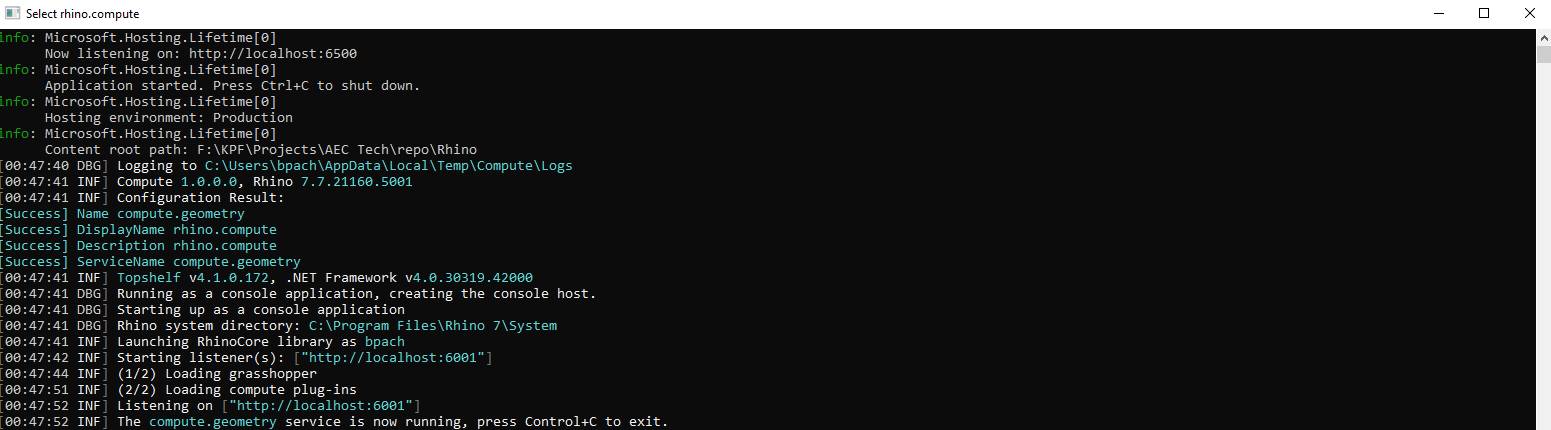 Select rhino.compute
info: Microsoft.Hosting.Lifetime[0]
Now listening on: http://localhost:6500
info: Microsoft.Hosting.Lifetime[0]
Application started. Press Ctrl+C to shut down.
info: Microsoft.Hosting.Lifetime[0]
Hosting environment: Production
info: Microsoft.Hosting.Lifetime[0]
Content root path: F:\KPF\Projects\AEC Tech\repo\Rhino
[00:47:40 DBG] Logging to C:\Users\bpach\AppData\Local\Temp\Compute\Logs
[00:47:41 INF] Compute 1.0.0.0, Rhino 7.7.21160.5001
[00:47:41 INF] Configuration Result:
[Success] Name compute.geometry
[Success] DisplayName rhino.compute
[Success] Description rhino.compute
[Success] ServiceName compute.geometry
[00:47:41 INF] Topshelf v4.1.0.172, .NET Framework v4.0.30319.42000
[00:47:41 DBG] Running as a console application, creating the console host.
[00:47:41 DBG] Starting up as a console application
[00:47:41 DBG] Rhino system directory: C:\Program Files\Rhino 7\System
[00:47:41 INF] Launching RhinoCore library as bpach
[00:47:42 INF] Starting listener(s): ["http://localhost:6001"]
[00:47:44 INF] (1/2) Loading grasshopper
[00:47:51 INF] (2/2) Loading compute plug-ins
[00:47:52 INF] Listening on ["http://localhost:6001"]
[00:47:52 INF] The compute.geometry service is now running, press Control+C to exit.